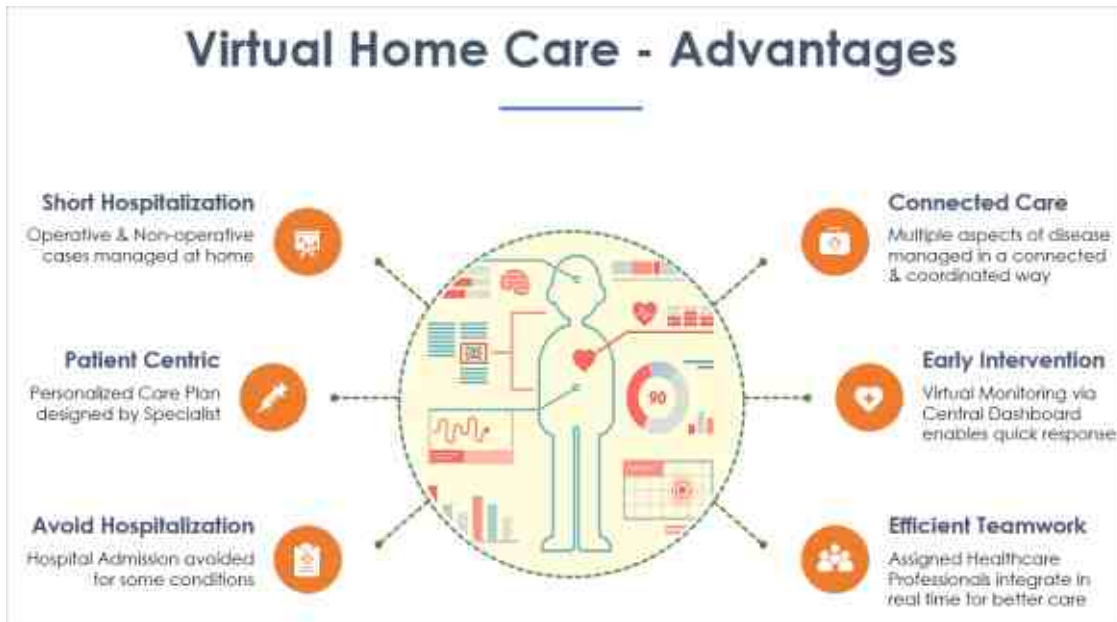 Virtual Home Care - Advantages
Short Hospitalization
Operative & Non-operative
cases managed at home
Patient Centric
Personalized Care Plan
designed by Specialist
Avoid Hospitalization
Hospital Admission avoided
for some conditions
90
Connected Care
Multiple aspects of disease
managed in a connected
& coordinated way
Early Intervention
Virtual Monitoring via
Central Dashboard
enables quick response
Efficient Teamwork
Assigned Healthcare
Professionals integrate in
real time for better care